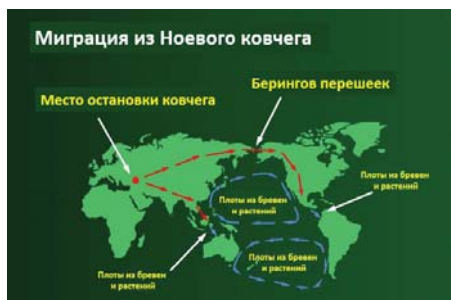 Миграция из Ноевого ковчега
Берингов перешеек
Место остановки ковчега
Плоты из бревен
и растений
Плоты из бревен
и растений
Плоты из бревен
и растений
Плоты из бревен
и растений